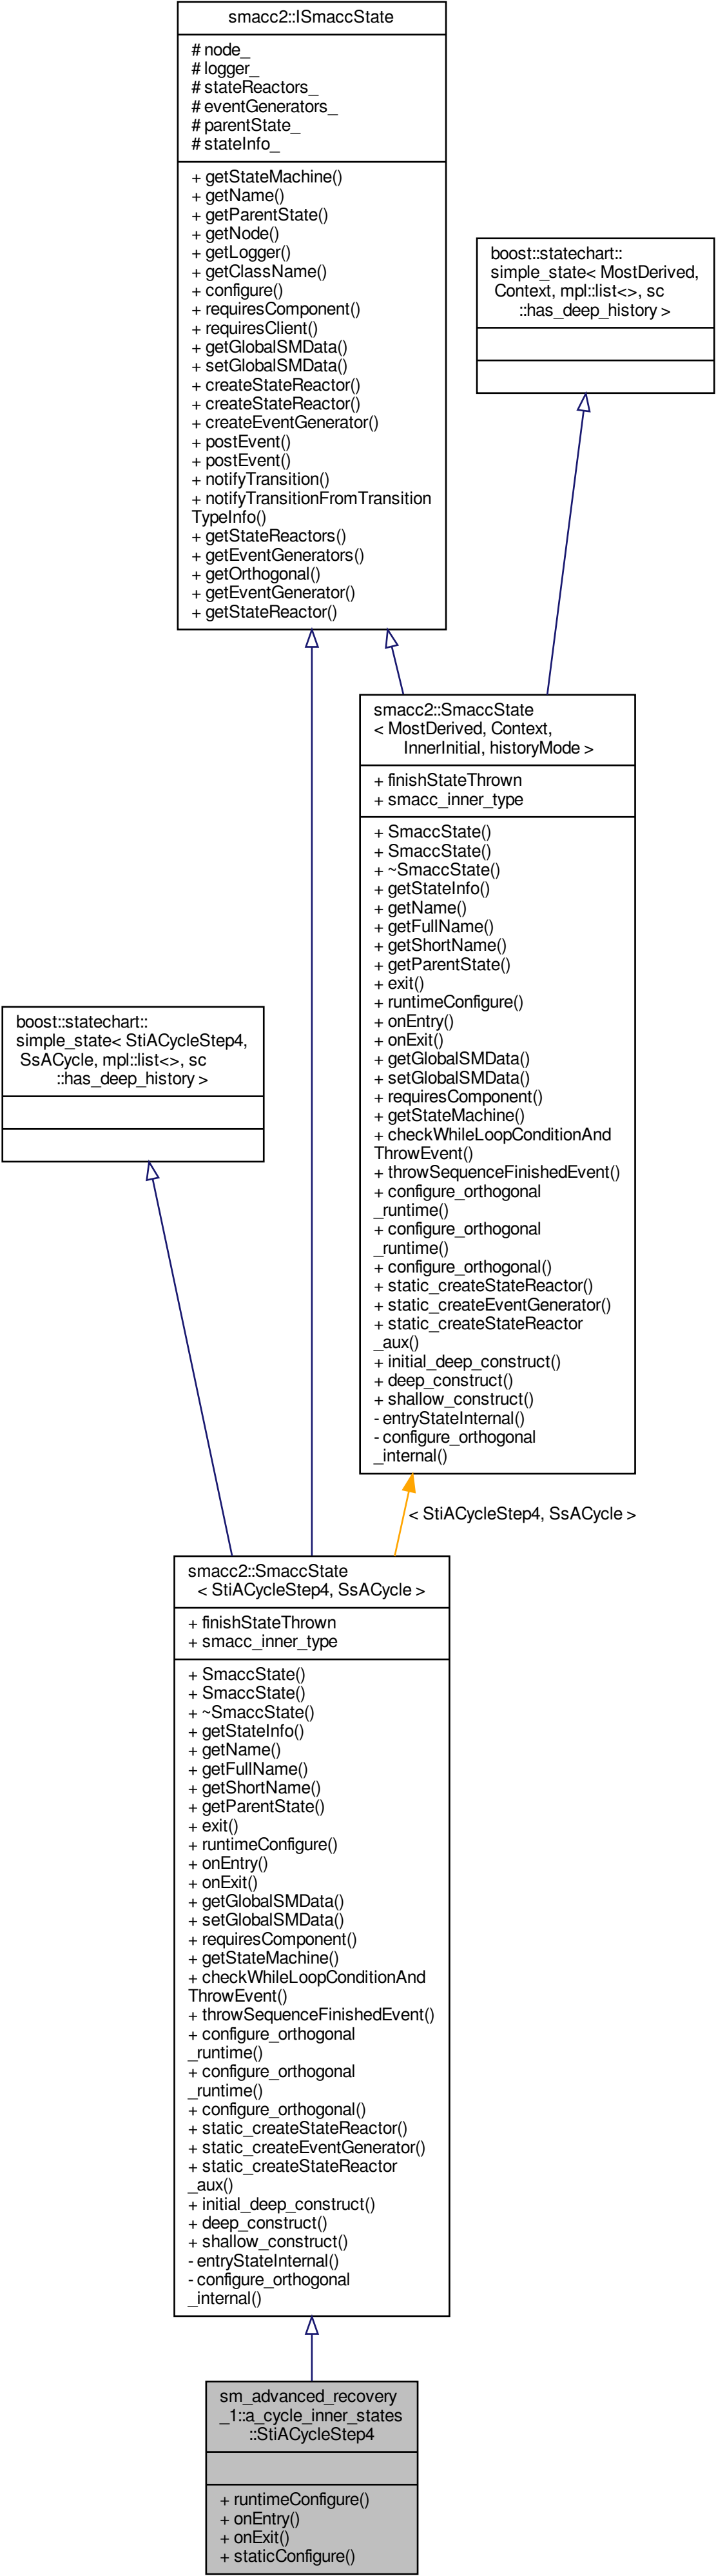 smacc2::ISmaccState
# node_
# logger_
# stateReactors_
# eventGenerators_
# parentState_
# stateInfo_
+ getStateMachine()
+ getName()
+ getParentState()
+ getNode()
+ getLogger()
+ getClassName()
+ configure()
+ requiresComponent()
+ requiresClient()
+ getGlobalSMData()
+ setGlobalSMData()
+ createStateReactor()
+ createStateReactor()
+ createEventGenerator()
+ postEvent()
+ postEvent()
+ notifyTransition()
+ notifyTransitionFromTransition
TypeInfo()
+ getStateReactors()
+ getEventGenerators()
+ getOrthogonal()
+ getEventGenerator()
+ getStateReactor()
boost::statechart::
simple_state< MostDerived,
Context, mpl::list<>, sc
::has_deep_history >
smacc2::SmaccState
< MostDerived, Context,
InnerInitial, historyMode >
+ finishStateThrown
+ smacc_inner_type
+ SmaccState()
+ SmaccState()
+ ~SmaccState()
+ getStateInfo()
+ getName()
+ getFullName()
+ getShortName()
+ getParentState()
+ exit()
+ runtimeConfigure()
+ onEntry()
+ onExit()
+ getGlobalSMData()
+ setGlobalSMData()
+ requiresComponent()
+ getStateMachine()
+ checkWhileLoopConditionAnd
ThrowEvent()
+ throwSequenceFinishedEvent()
+ configure_orthogonal
_runtime()
+ configure_orthogonal
_runtime()
+ configure_orthogonal()
+ static_createStateReactor()
+ static_createEventGenerator()
+ static_createStateReactor
_aux()
+ initial_deep_construct()
+ deep_construct()
+ shallow_construct()
- entryStateInternal()
- configure_orthogonal
_internal()
boost::statechart::
simple_state< StiACycleStep4,
SsACycle, mpl::list<>, sc
::has_deep_history >
< StiACycleStep4, SsACycle >
smacc2::SmaccState
< StiACycleStep4, SsACycle >
+ finishStateThrown
+ smacc_inner_type
+ SmaccState()
+ SmaccState()
+ ~SmaccState()
+ getStateInfo()
+ getName()
+ getFullName()
+ getShortName()
+ getParentState()
+ exit()
+ runtimeConfigure()
+ onEntry()
+ onExit()
+ getGlobalSMData()
+ setGlobalSMData()
+ requiresComponent()
+ getStateMachine()
+ checkWhileLoopConditionAnd
ThrowEvent()
+ throwSequenceFinishedEvent()
+ configure_orthogonal
_runtime()
+ configure_orthogonal
_runtime()
+ configure_orthogonal()
+ static_createStateReactor()
+ static_createEventGenerator()
+ static_createStateReactor
_aux()
+ initial_deep_construct()
+ deep_construct()
+ shallow_construct()
- entryStateInternal()
- configure_orthogonal
_internal()
sm_advanced_recovery
_1::a_cycle_inner_states
::StiACycleStep4
+ runtimeConfigure()
+ onEntry()
+ onExit()
+ staticConfigure()